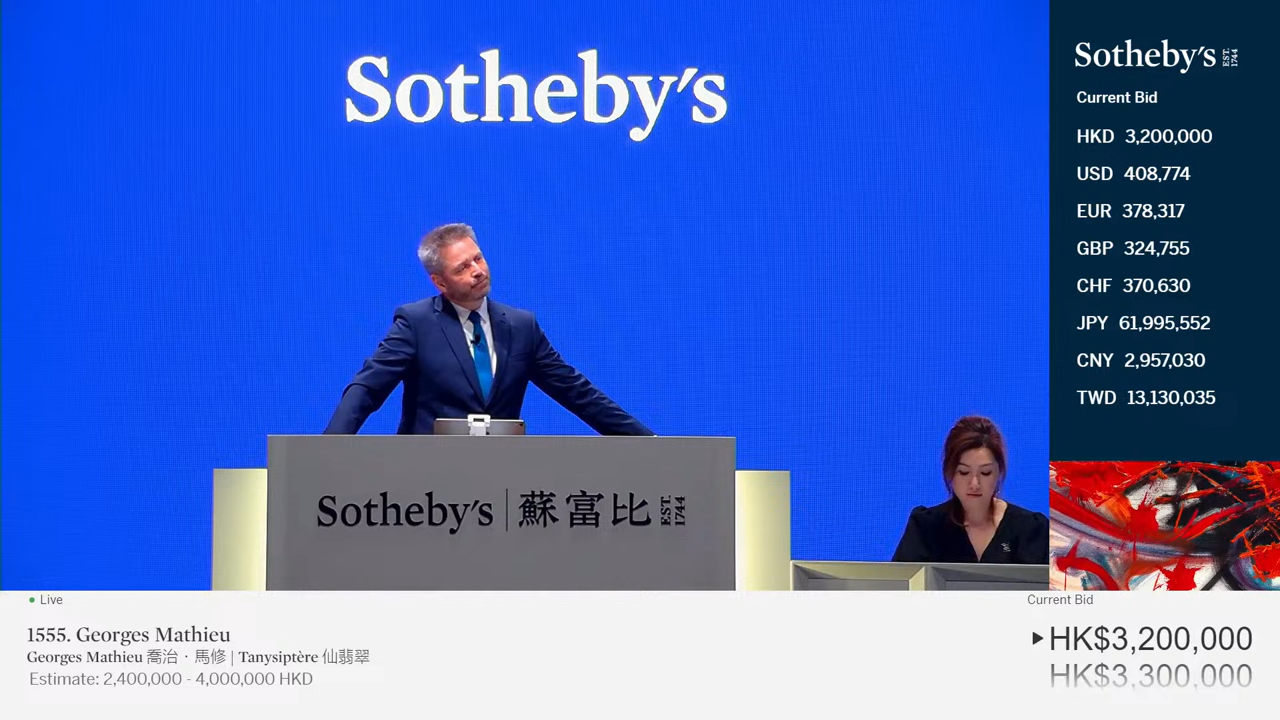 Sotheby's
Sotheby's EST. 1744
Current Bid
HKD 3,200,000
USD 408,774
EUR 378,317
GBP 324,755
CHF 370,630
JPY 61,995,552
CNY 2,957,030
TWD 13,130,035
Sotheby's | 蘇富比 EST. 1744
Live
Current Bid
1555. Georges Mathieu
HK$3,200,000
Georges Mathieu 喬治 · 馬修 | Tanysiptère 仙翡翠
Estimate: 2,400,000 - 4,000,000 HKD
HK$3,300,000